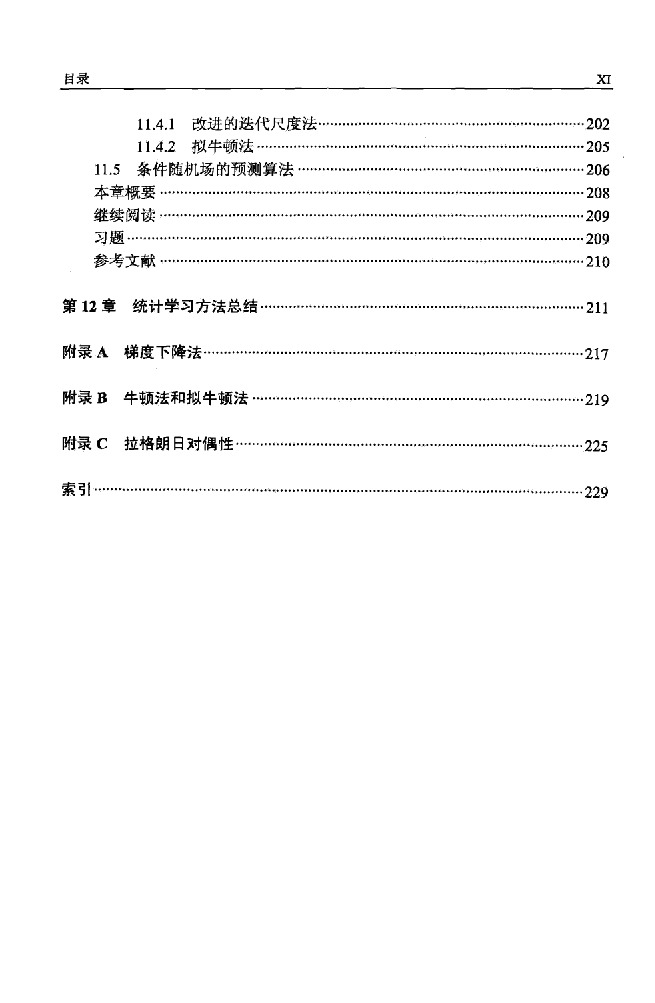 目录 XI
11.4.1 改进的迭代尺度法……202
11.4.2 拟牛顿法……205
11.5 条件随机场的预测算法……206
本章概要……208
继续阅读……209
习题……209
参考文献……210
第 12 章 统计学习方法总结……211
附录 A 梯度下降法……217
附录 B 牛顿法和拟牛顿法……219
附录 C 拉格朗日对偶性……225
索引……229